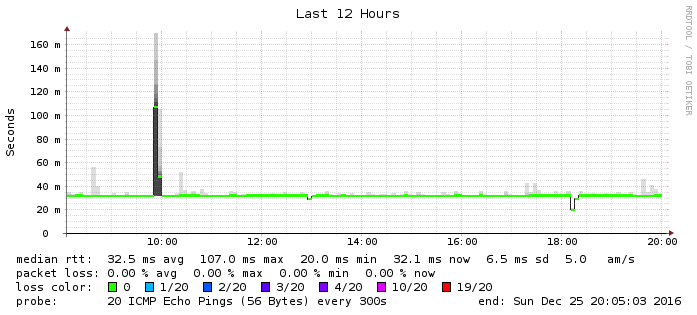 Last 12 Hours
RRDTOOL / TOBI OETIKER
Seconds
160 m
140 m
120 m
100 m
80 m
60 m
40 m
20 m
0
10:00 12:00 14:00 16:00 18:00 20:00
median rtt: 32.5 ms avg 107.0 ms max 20.0 ms min 32.1 ms now 6.5 ms sd 5.0 am/s
packet loss: 0.00 % avg 0.00 % max 0.00 % min 0.00 % now
loss color: 0 1/20 2/20 3/20 4/20 10/20 19/20
probe: 20 ICMP Echo Pings (56 Bytes) every 300s end: Sun Dec 25 20:05:03 2016